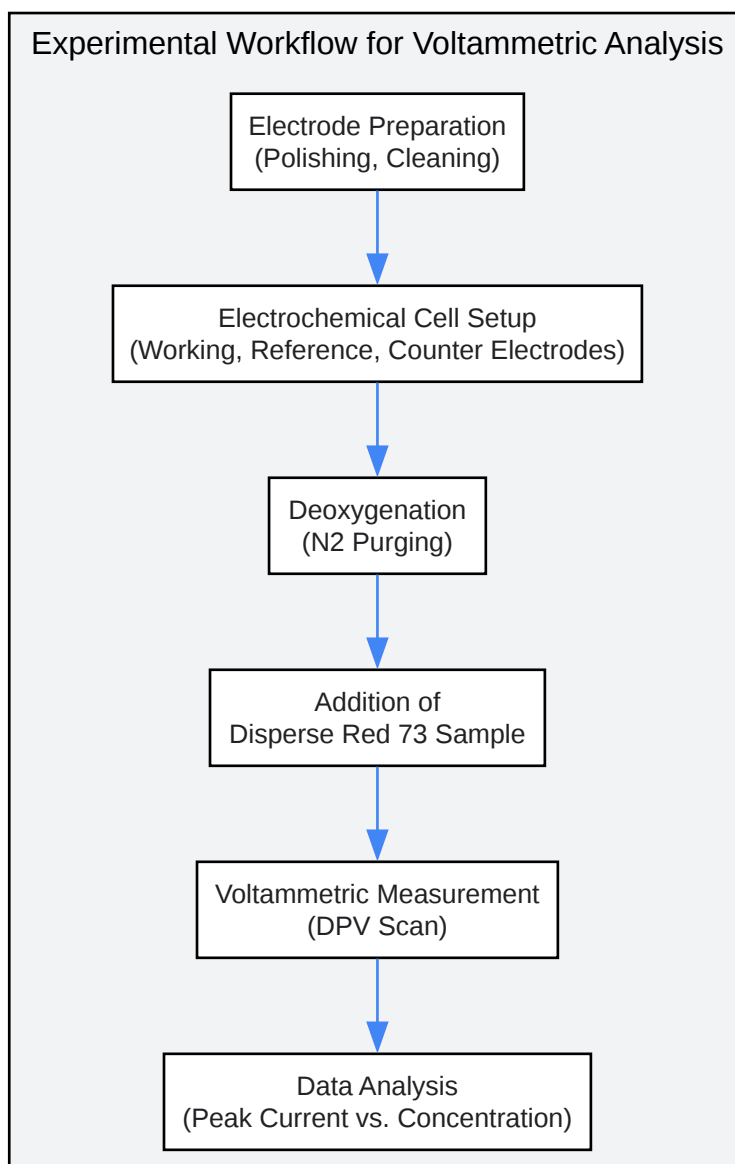 Experimental Workflow for Voltammetric Analysis
Electrode Preparation
(Polishing, Cleaning)
Electrochemical Cell Setup
(Working, Reference, Counter Electrodes)
Deoxygenation
(N2 Purging)
Addition of
Disperse Red 73 Sample
Voltammetric Measurement
(DPV Scan)
Data Analysis
(Peak Current vs. Concentration)